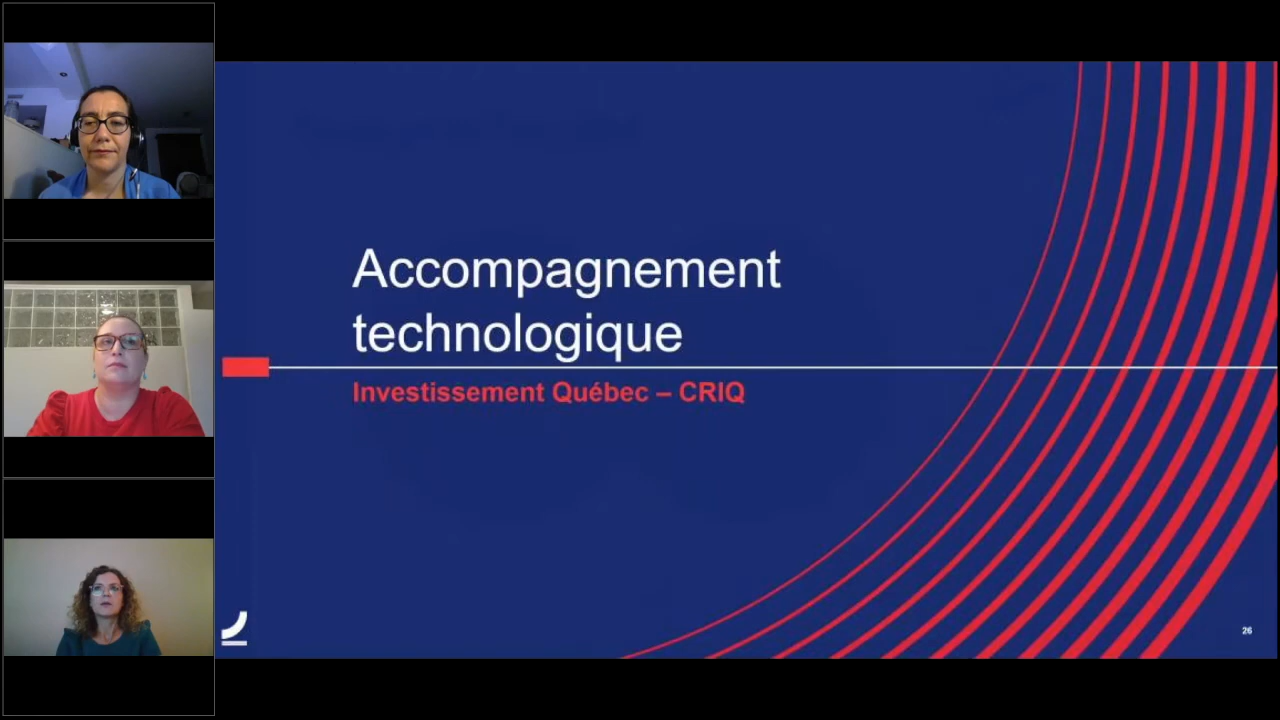 Accompagnement
technologique
Investissement Québec – CRIQ
26